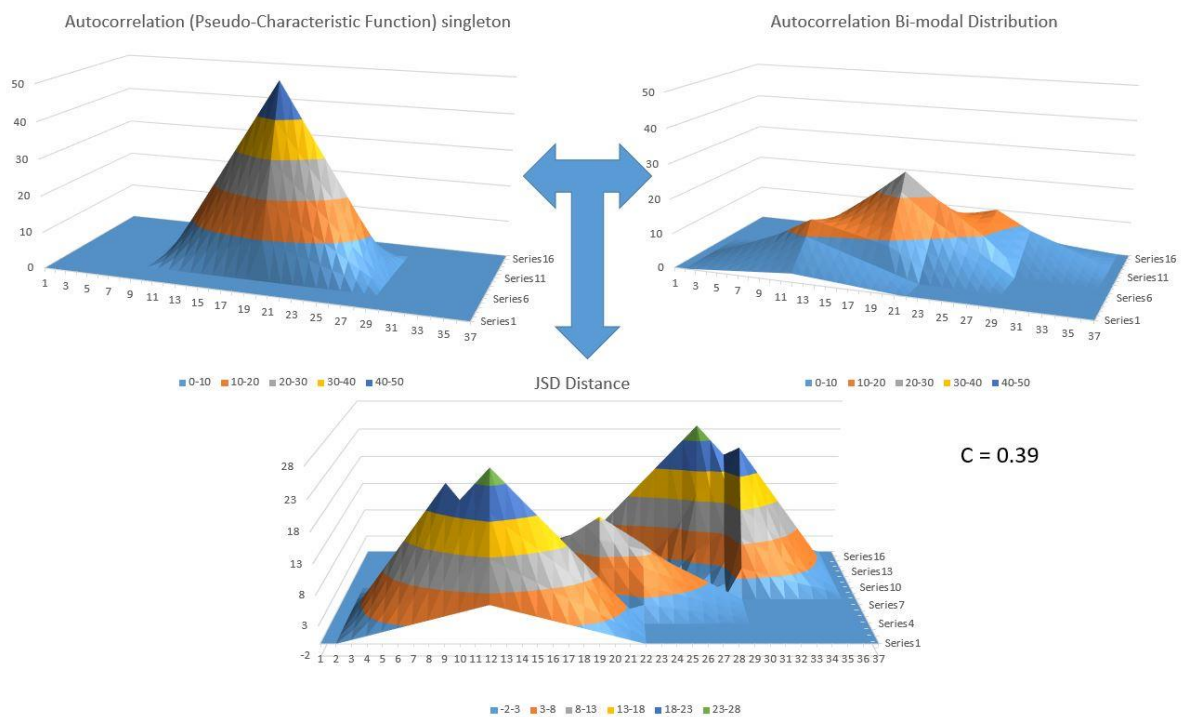 Autocorrelation (Pseudo-Characteristic Function) singleton
50
40
30
20
10
0
1 3 5 7 9 11 13 15 17 19 21 23 25 27 29 31 33 35 37
Series16
Series11
Series6
Series1
0-10 10-20 20-30 30-40 40-50
Autocorrelation Bi-modal Distribution
50
40
30
20
10
0
1 3 5 7 9 11 13 15 17 19 21 23 25 27 29 31 33 35 37
Series16
Series11
Series6
Series1
0-10 10-20 20-30 30-40 40-50
JSD Distance
28
23
18
13
8
3
-2
1 2 3 4 5 6 7 8 9 10 11 12 13 14 15 16 17 18 19 20 21 22 23 24 25 26 27 28 29 30 31 32 33 34 35 36 37
Series16
Series13
Series10
Series7
Series4
Series1
-2-3 3-8 8-13 13-18 18-23 23-28
C = 0.39